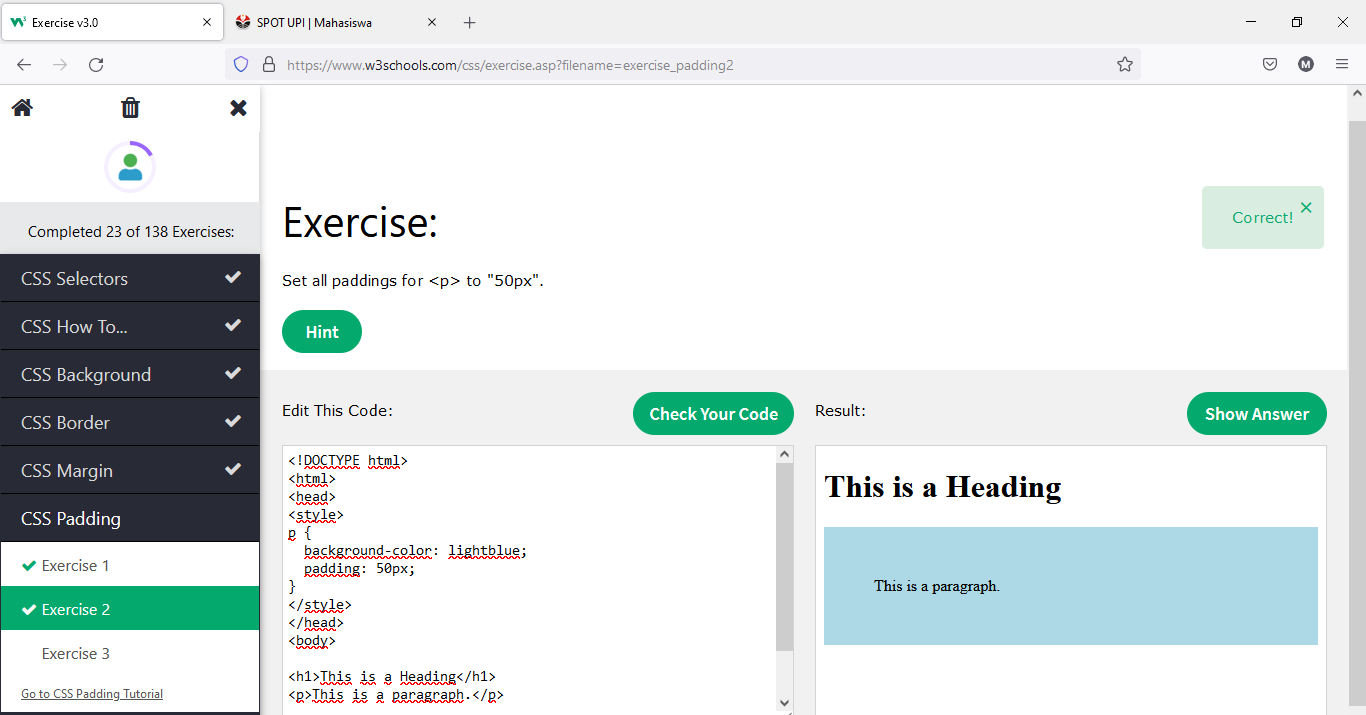 Exercise v3.0
SPOT UPI | Mahasiswa
https://www.w3schools.com/css/exercise.asp?filename=exercise_padding2
M
Completed 23 of 138 Exercises:
CSS Selectors
CSS How To...
CSS Background
CSS Border
CSS Margin
CSS Padding
Exercise 1
Exercise 2
Exercise 3
Go to CSS Padding Tutorial
Exercise:
Correct!
Set all paddings for <p> to "50px".
Hint
Edit This Code:
Check Your Code
<!DOCTYPE html>
<html>
<head>
<style>
p {
  background-color: lightblue;
  padding: 50px;
}
</style>
</head>
<body>
<h1>This is a Heading</h1>
<p>This is a paragraph.</p>
Result:
Show Answer
This is a Heading
This is a paragraph.